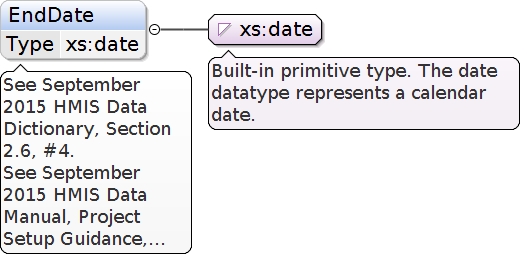 EndDate
Type xs:date
xs:date
See September
2015 HMIS Data
Dictionary, Section
2.6, #4.
See September
2015 HMIS Data
Manual, Project
Setup Guidance,...
Built-in primitive type. The date
datatype represents a calendar
date.